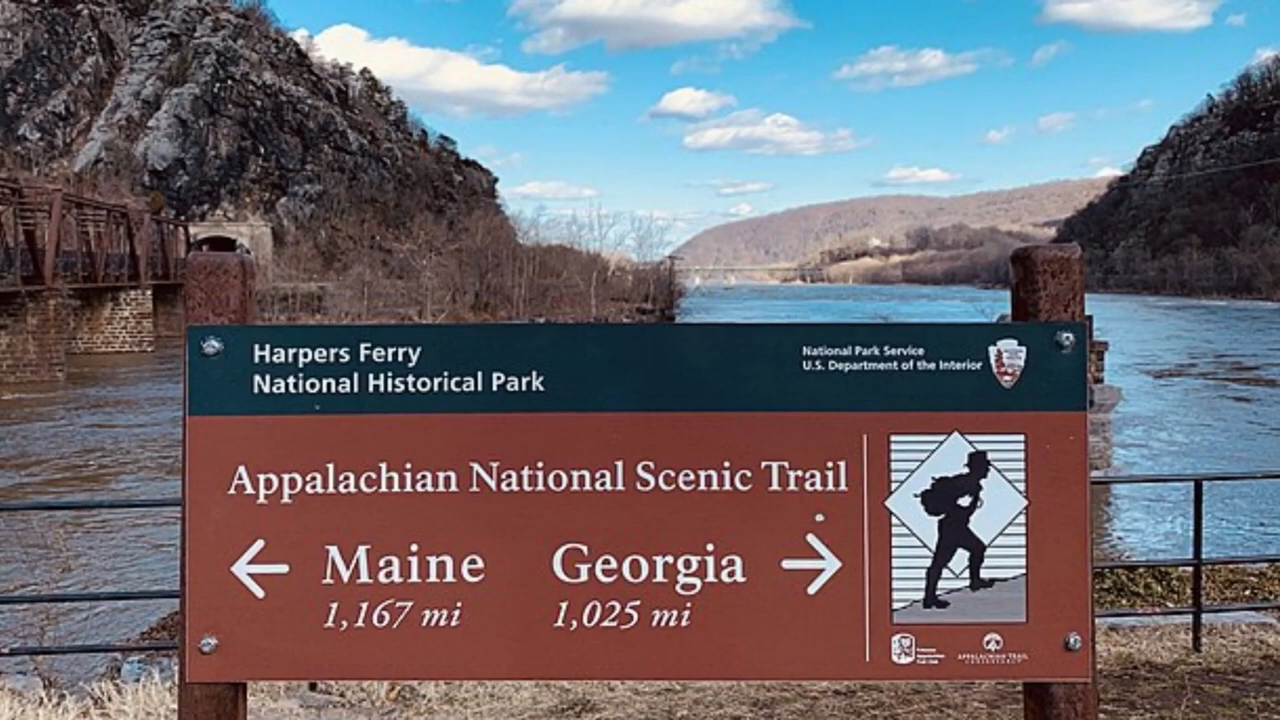 Harpers Ferry
National Historical Park
National Park Service
U.S. Department of the Interior
Appalachian National Scenic Trail
← Maine
1,167 mi
Georgia →
1,025 mi
APPALACHIAN TRAIL
CONSERVANCY